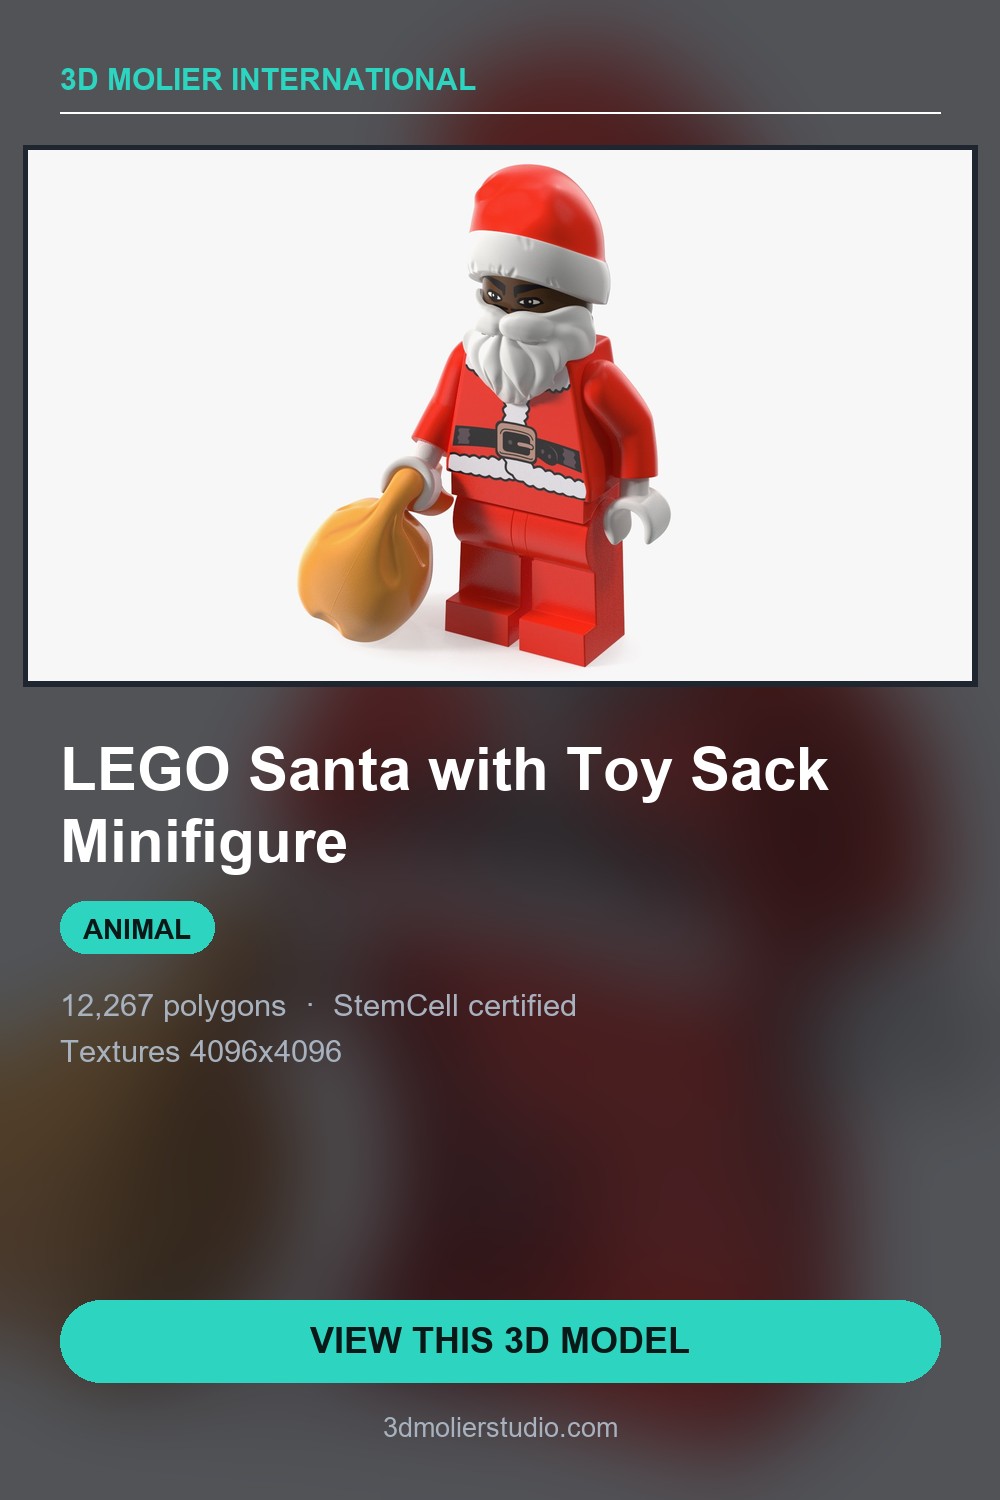 3D MOLIER INTERNATIONAL
LEGO Santa with Toy Sack
Minifigure
ANIMAL
12,267 polygons · StemCell certified
Textures 4096x4096
VIEW THIS 3D MODEL
3dmolierstudio.com